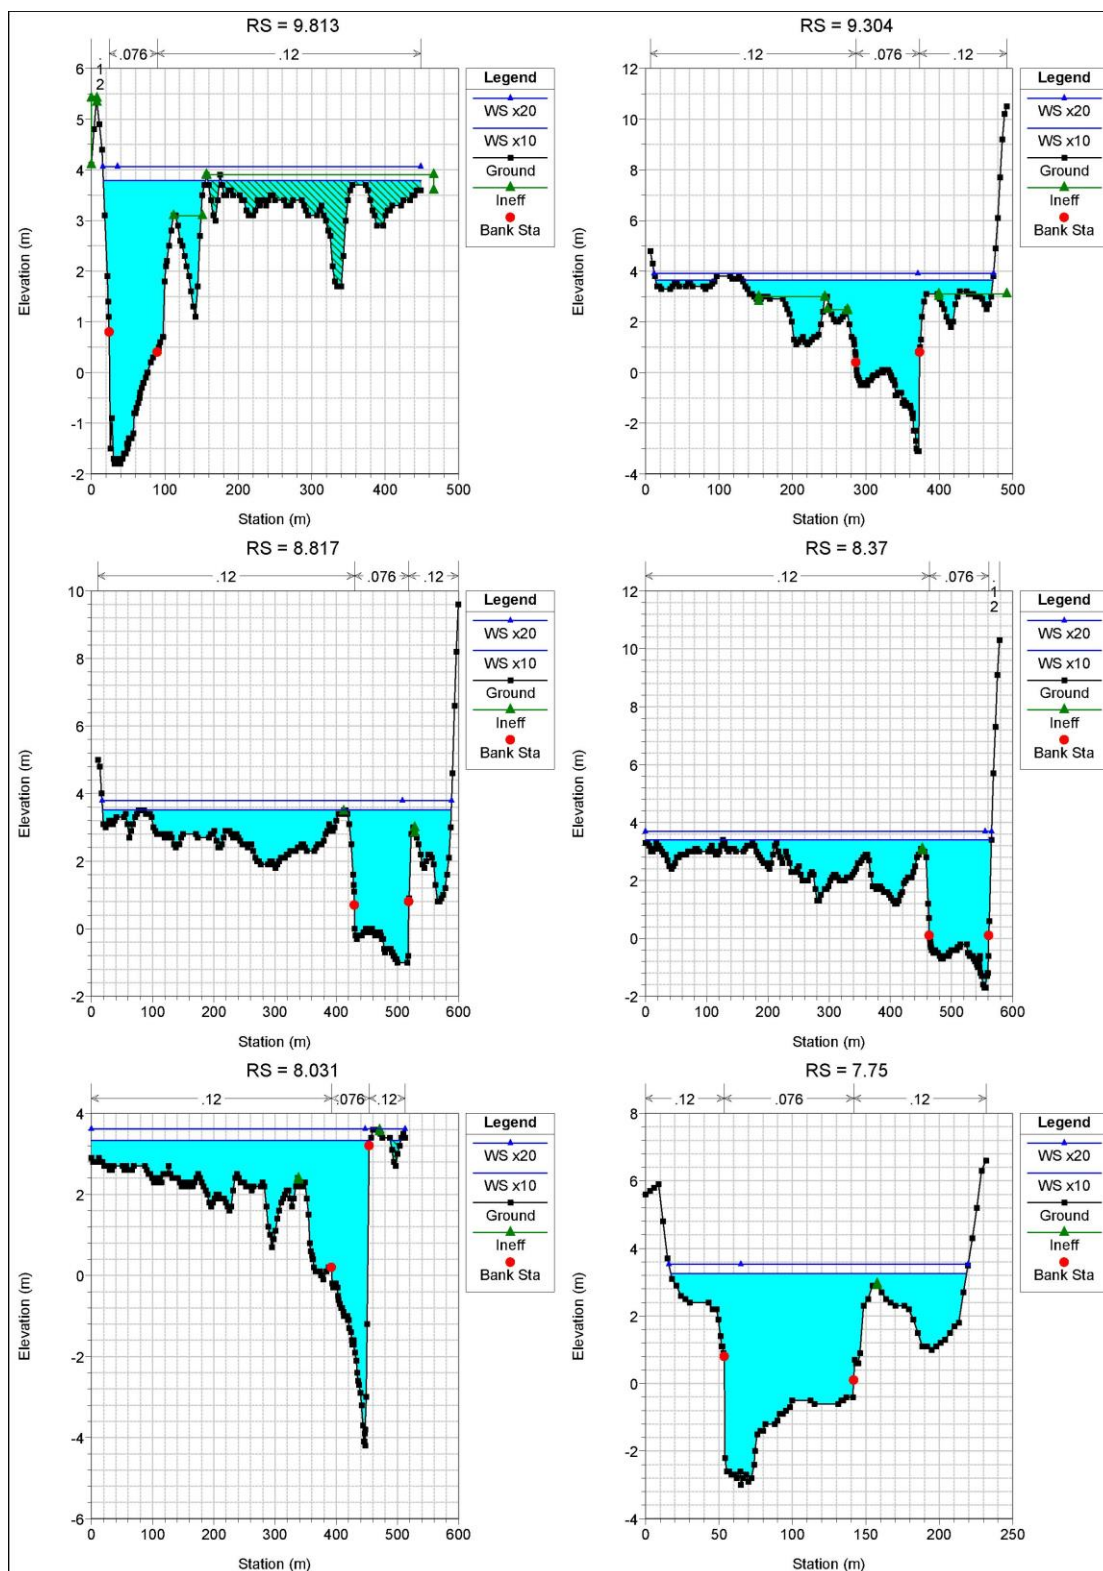 RS = 9.813
.12 .076 .12
Elevation (m)
6
5
4
3
2
1
0
-1
-2
0 100 200 300 400 500
Station (m)
Legend
WS x20
WS x10
Ground
Ineff
Bank Sta
RS = 9.304
.12 .076 .12
Elevation (m)
12
10
8
6
4
2
0
-2
-4
0 100 200 300 400 500
Station (m)
Legend
WS x20
WS x10
Ground
Ineff
Bank Sta
RS = 8.817
.12 .076 .12
Elevation (m)
10
8
6
4
2
0
-2
0 100 200 300 400 500 600
Station (m)
Legend
WS x20
WS x10
Ground
Ineff
Bank Sta
RS = 8.37
.12 .076 .12
Elevation (m)
12
10
8
6
4
2
0
-2
0 100 200 300 400 500 600
Station (m)
Legend
WS x20
WS x10
Ground
Ineff
Bank Sta
RS = 8.031
.12 .076 .12
Elevation (m)
4
2
0
-2
-4
-6
0 100 200 300 400 500 600
Station (m)
Legend
WS x20
WS x10
Ground
Ineff
Bank Sta
RS = 7.75
.12 .076 .12
Elevation (m)
8
6
4
2
0
-2
-4
0 50 100 150 200 250
Station (m)
Legend
WS x20
WS x10
Ground
Ineff
Bank Sta